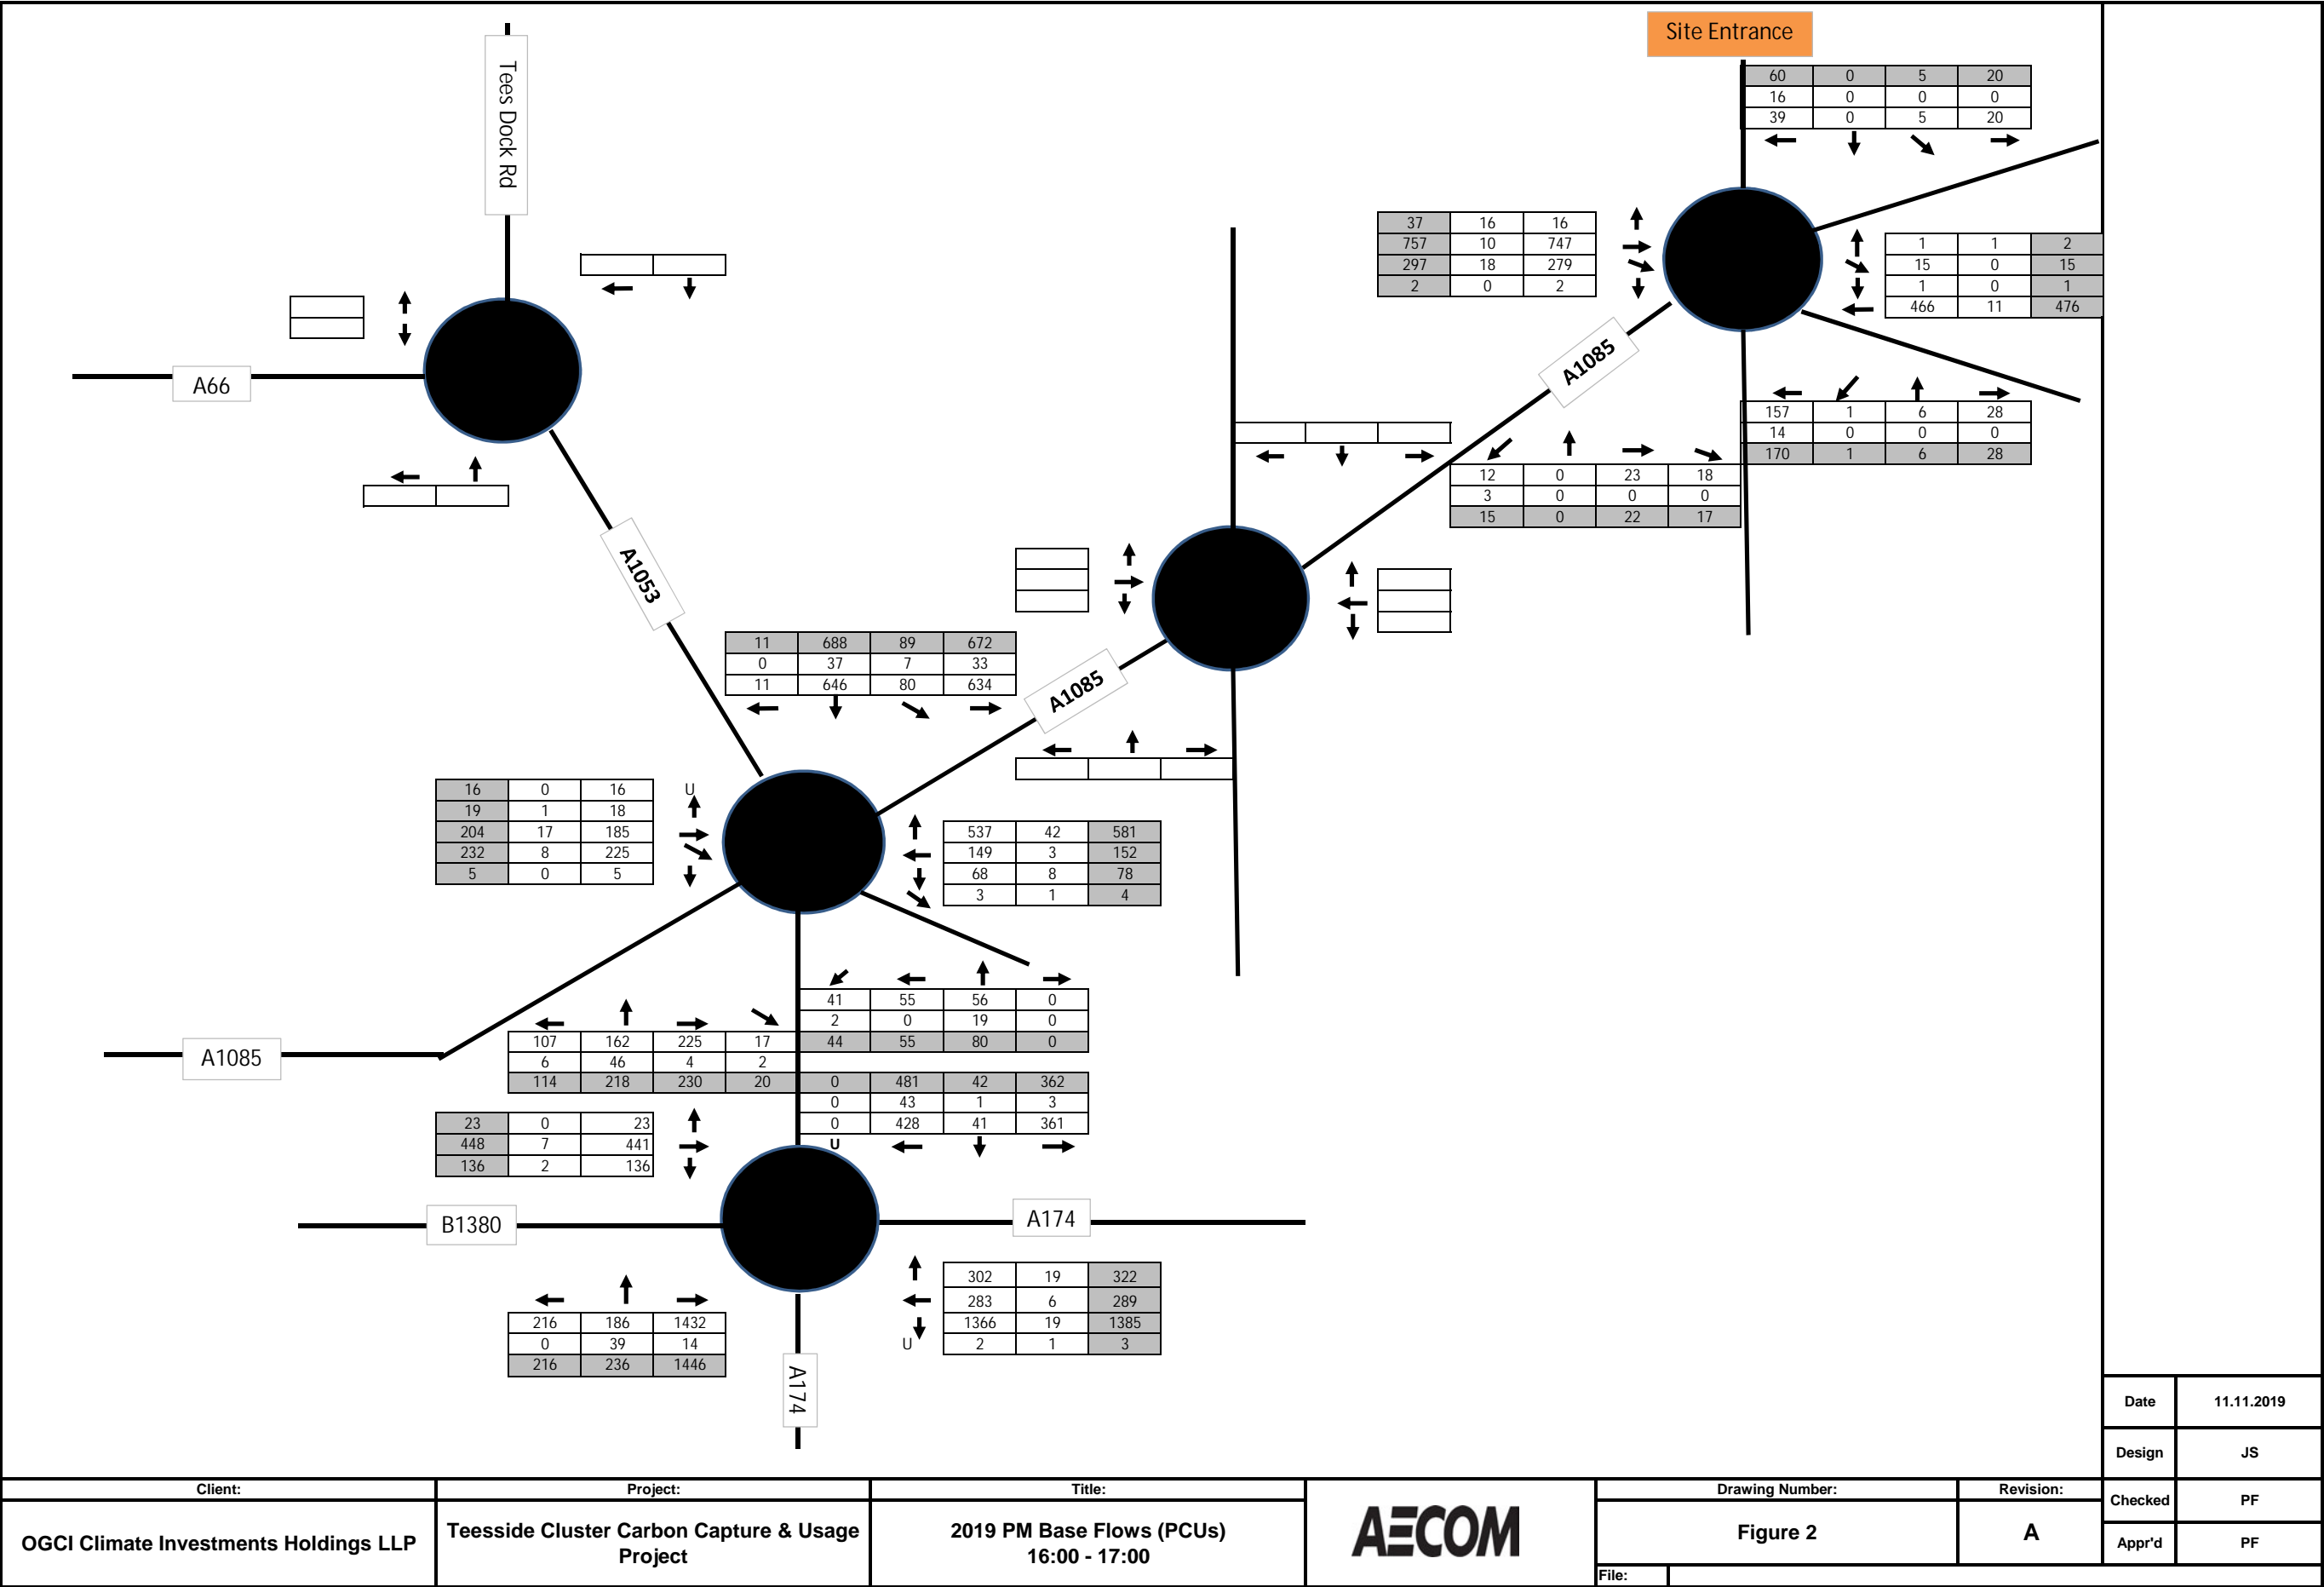 Site Entrance
60 0 5 20
16 0 0 0
39 0 5 20
Tees Dock Rd
37 16 16
757 10 747
297 18 279
2 0 2
1 1 2
15 0 15
1 0 1
466 11 476
A66
A1085
157 1 6 28
14 0 0 0
170 1 6 28
12 0 23 18
3 0 0 0
15 0 22 17
A1053
11 688 89 672
0 37 7 33
11 646 80 634
A1085
16 0 16 U
19 1 18
204 17 185
232 8 225
5 0 5
537 42 581
149 3 152
68 8 78
3 1 4
41 55 56 0
2 0 19 0
44 55 80 0
A1085
107 162 225 17
6 46 4 2
114 218 230 20
0 481 42 362
0 43 1 3
0 428 41 361
U
23 0 23
448 7 441
136 2 136
B1380
A174
302 19 322
283 6 289
1366 19 1385
U 2 1 3
216 186 1432
0 39 14
216 236 1446
A174
Date 11.11.2019
Design JS
Checked PF
Appr'd PF
Client:
OGCI Climate Investments Holdings LLP
Project:
Teesside Cluster Carbon Capture & Usage
Project
Title:
2019 PM Base Flows (PCUs)
16:00 - 17:00
AECOM
Drawing Number:
Figure 2
Revision:
A
File: